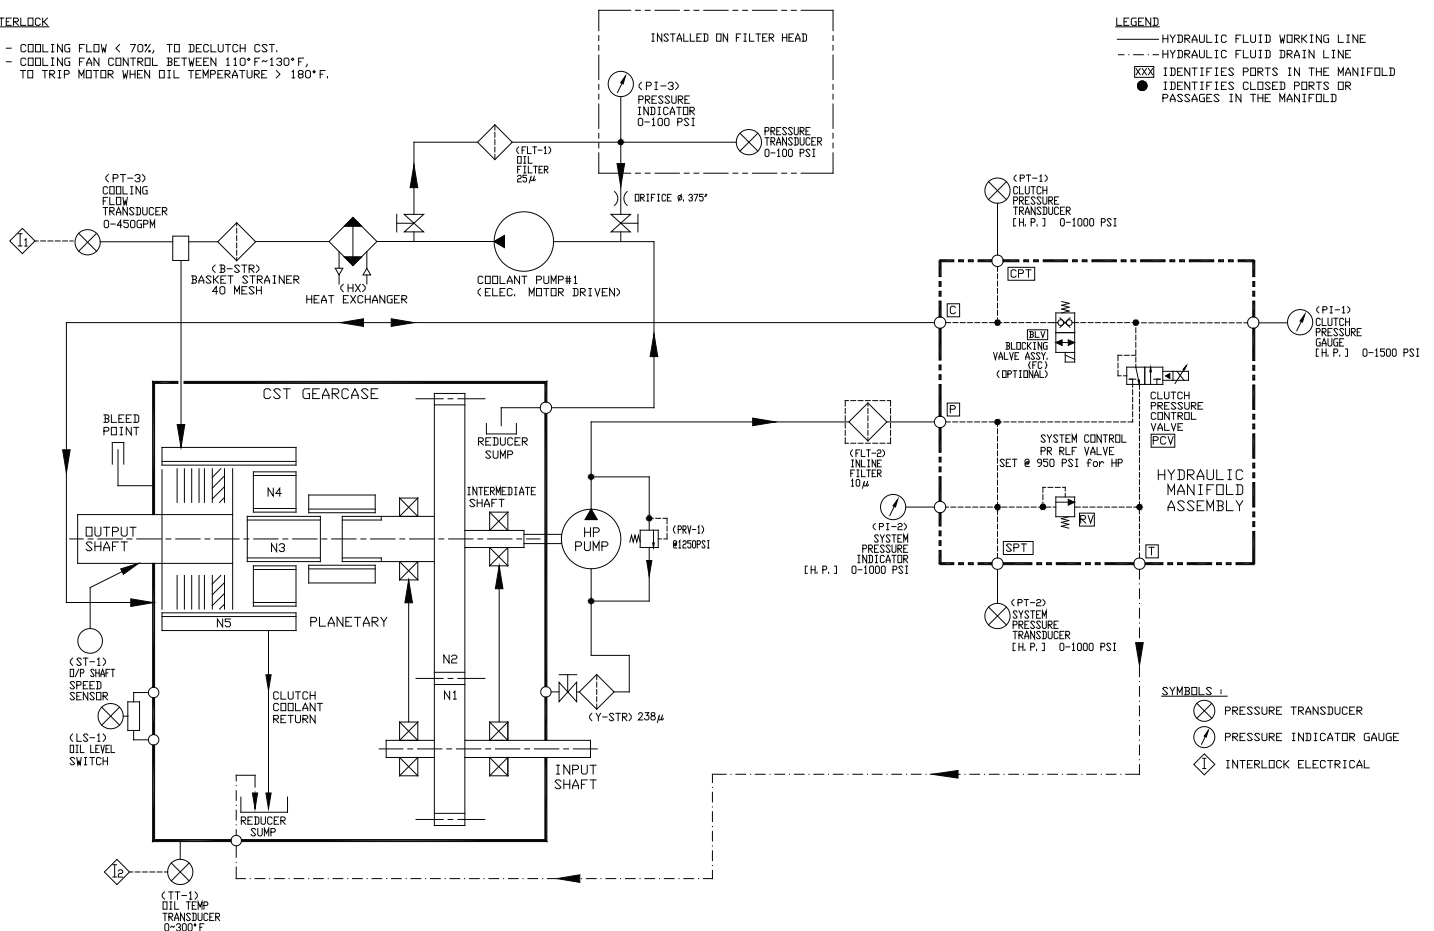 TERLOCK
- COOLING FLOW < 70%, TO DECLUTCH CST.
- COOLING FAN CONTROL BETWEEN 110°F~130°F,
TO TRIP MOTOR WHEN OIL TEMPERATURE > 180°F.
INSTALLED ON FILTER HEAD
(PI-3)
PRESSURE
INDICATOR
0-100 PSI
PRESSURE
TRANSDUCER
0-100 PSI
(FLT-1)
OIL
FILTER
25μ
ORIFICE ø.375"
LEGEND
HYDRAULIC FLUID WORKING LINE
HYDRAULIC FLUID DRAIN LINE
XXX IDENTIFIES PORTS IN THE MANIFOLD
IDENTIFIES CLOSED PORTS OR
PASSAGES IN THE MANIFOLD
(PT-3)
COOLING
FLOW
TRANSDUCER
0-450GPM
I1
(B-STR)
BASKET STRAINER
40 MESH
(HX)
HEAT EXCHANGER
COOLANT PUMP#1
(ELEC. MOTOR DRIVEN)
(PT-1)
CLUTCH
PRESSURE
TRANSDUCER
[H.P.] 0-1000 PSI
CPT
C
BLV
BLOCKING
VALVE ASSY.
(FC)
(OPTIONAL)
(PI-1)
CLUTCH
PRESSURE
GAUGE
[H.P.] 0-1500 PSI
CLUTCH
PRESSURE
CONTROL
VALVE
PCV
P
SYSTEM CONTROL
PR RLF VALVE
SET @ 950 PSI for HP
HYDRAULIC
MANIFOLD
ASSEMBLY
RV
SPT
T
(FLT-2)
INLINE
FILTER
10μ
(PI-2)
SYSTEM
PRESSURE
INDICATOR
[H.P.] 0-1000 PSI
(PT-2)
SYSTEM
PRESSURE
TRANSDUCER
[H.P.] 0-1000 PSI
CST GEARCASE
BLEED
POINT
REDUCER
SUMP
INTERMEDIATE
SHAFT
N4
OUTPUT
SHAFT
N3
HP
PUMP
(PRV-1)
@1250PSI
N5
PLANETARY
N2
N1
(ST-1)
O/P SHAFT
SPEED
SENSOR
CLUTCH
COOLANT
RETURN
(LS-1)
OIL LEVEL
SWITCH
(Y-STR) 238μ
INPUT
SHAFT
REDUCER
SUMP
I2
(TT-1)
OIL TEMP
TRANSDUCER
0~300°F
SYMBOLS :
PRESSURE TRANSDUCER
PRESSURE INDICATOR GAUGE
I INTERLOCK ELECTRICAL